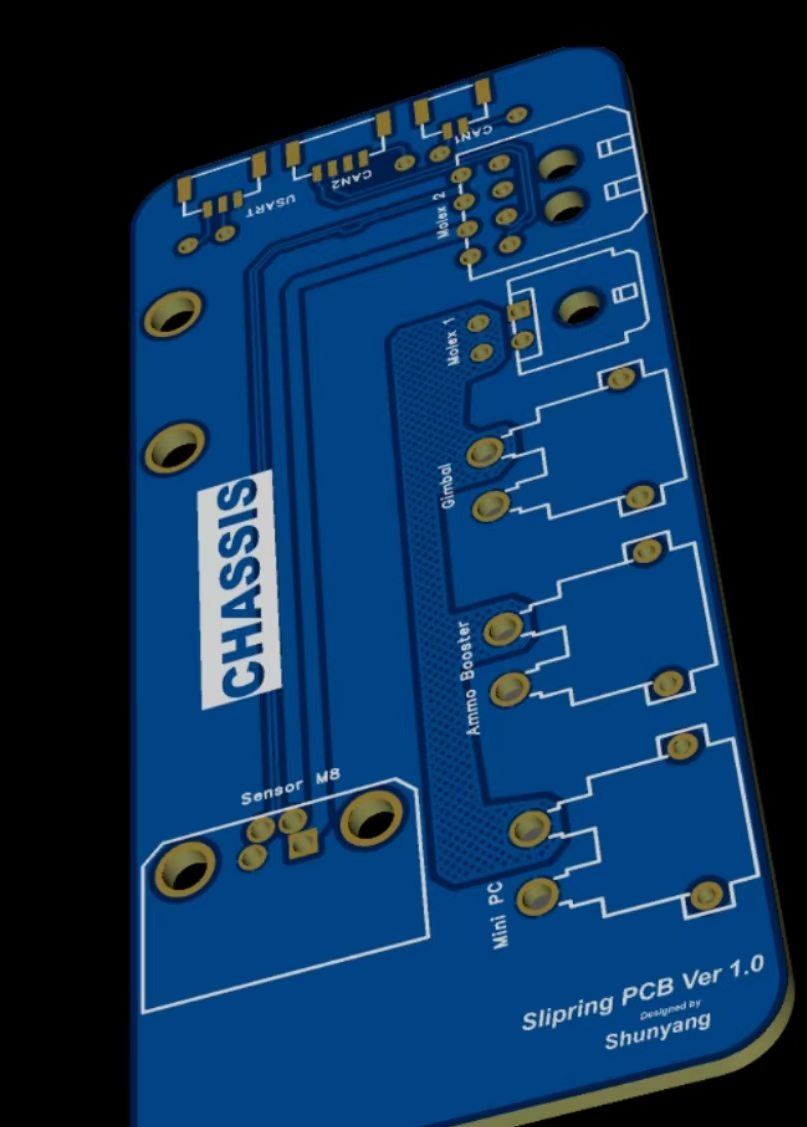 CAN1
CAN2
USART
Molex 2
Molex 1
Gimbal
CHASSIS
Ammo Booster
Sensor M8
Mini PC
Slipring PCB Ver 1.0
Designed by
Shunyang